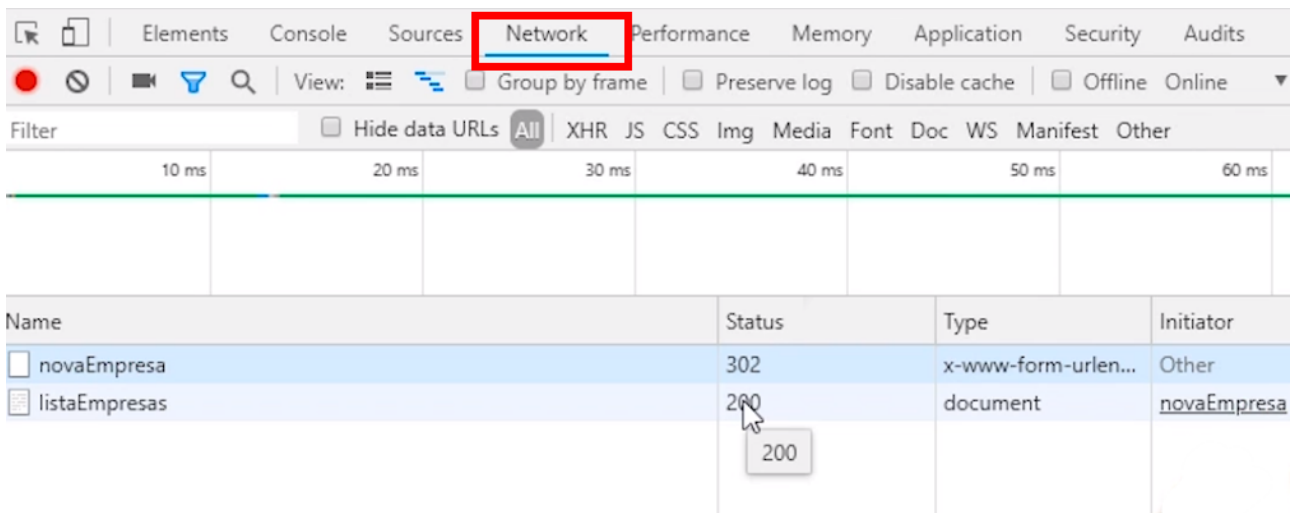 Elements Console Sources Network Performance Memory Application Security Audits
View: Group by frame Preserve log Disable cache Offline Online
Filter Hide data URLs All XHR JS CSS Img Media Font Doc WS Manifest Other
10 ms 20 ms 30 ms 40 ms 50 ms 60 ms
Name Status Type Initiator
novaEmpresa 302 x-www-form-urlen... Other
listaEmpresas 200 document novaEmpresa
200